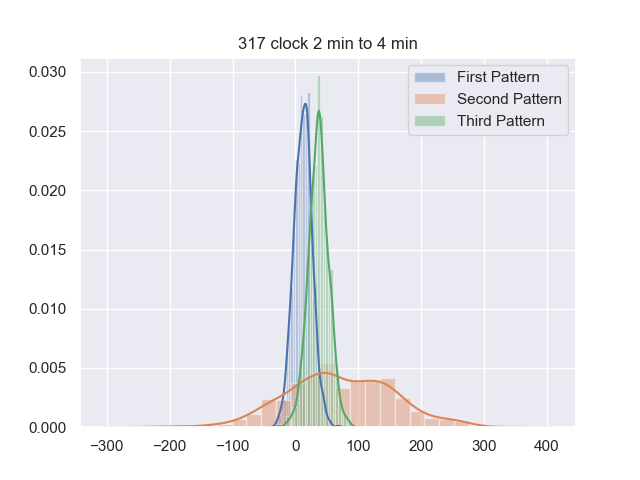 317 clock 2 min to 4 min
0.030
0.025
0.020
0.015
0.010
0.005
0.000
First Pattern
Second Pattern
Third Pattern
−300 −200 −100 0 100 200 300 400